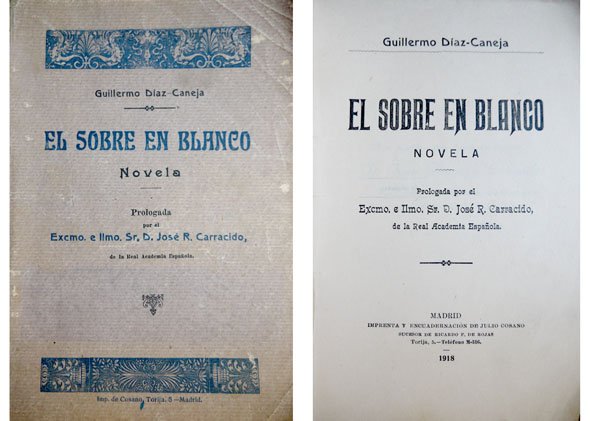 Guillermo Díaz-Caneja
EL SOBRE EN BLANCO
Novela
Prologada
por el
Excmo. e Ilmo. Sr. D. José R. Carracido,
de la Real Academia Española.
Imp. de Cosano, Torija, 5 —Madrid.
Guillermo Díaz-Caneja
EL SOBRE EN BLANCO
NOVELA
Prologada por el
Excmo. e Ilmo. Sr. D. José R. Carracido,
de la Real Academia Española.
MADRID
IMPRENTA Y ENCUADERNACIÓN DE JULIO COSANO
SUCESOR DE RICARDO F. DE ROJAS
Torija, 5.—Teléfono M-316.
1918